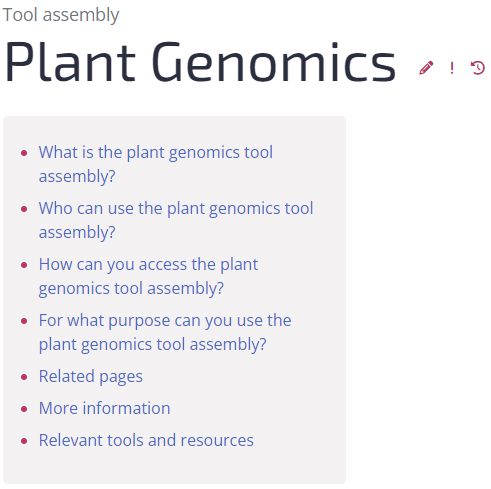 Tool assembly
Plant Genomics
What is the plant genomics tool
assembly?
Who can use the plant genomics tool
assembly?
How can you access the plant
genomics tool assembly?
For what purpose can you use the
plant genomics tool assembly?
Related pages
More information
Relevant tools and resources